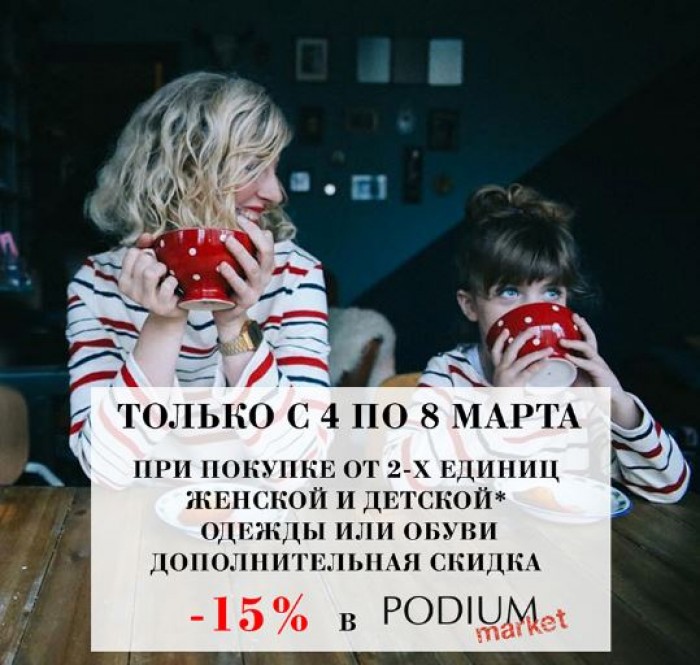 ТОЛЬКО С 4 ПО 8 МАРТА
ПРИ ПОКУПКЕ ОТ 2-Х ЕДИНИЦ
ЖЕНСКОЙ И ДЕТСКОЙ*
ОДЕЖДЫ ИЛИ ОБУВИ
ДОПОЛНИТЕЛЬНАЯ СКИДКА
-15% в PODIUM
market